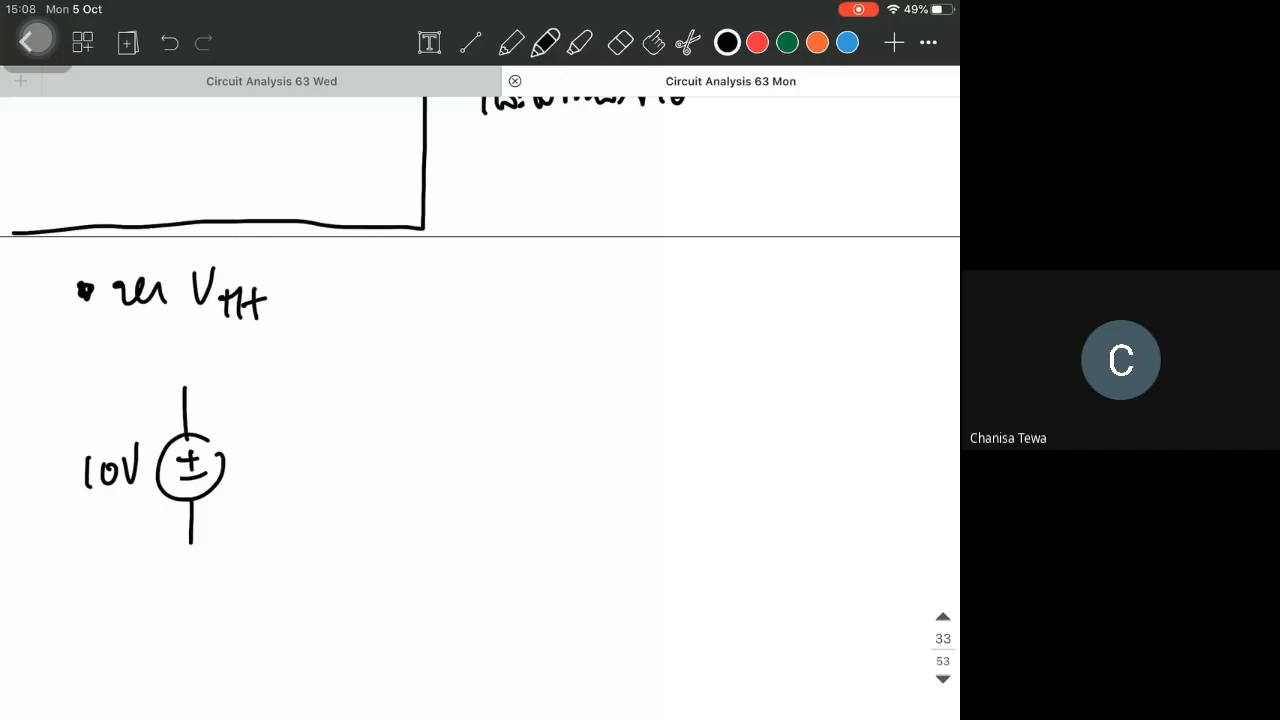 15:08 Mon 5 Oct
49%
Circuit Analysis 63 Wed
Circuit Analysis 63 Mon
หา V_TH
10V
+
−
33
53
C
Chanisa Tewa